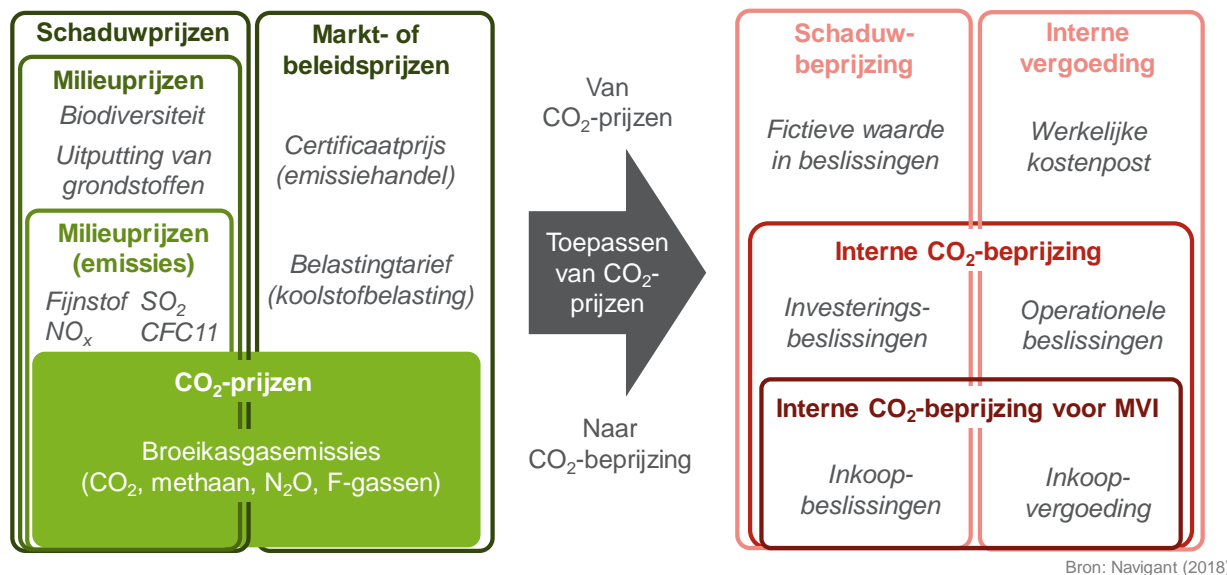 Schaduwprijzen
Milieuprijzen
Biodiversiteit
Uitputting van
grondstoffen
Milieuprijzen
(emissies)
Fijnstof SO₂
NOₓ CFC11
Markt- of
beleidsprijzen
Certificaatprijs
(emissiehandel)
Belastingtarief
(koolstofbelasting)
CO₂-prijzen
Broeikasgasemissies
(CO₂, methaan, N₂O, F-gassen)
Van
CO₂-prijzen
Toepassen
van CO₂-
prijzen
Naar
CO₂-beprijzing
Schaduw-
beprijzing
Fictieve waarde
in beslissingen
Interne
vergoeding
Werkelijke
kostenpost
Interne CO₂-beprijzing
Investerings-
beslissingen
Operationele
beslissingen
Interne CO₂-beprijzing voor MVI
Inkoop-
beslissingen
Inkoop-
vergoeding
Bron: Navigant (2018)